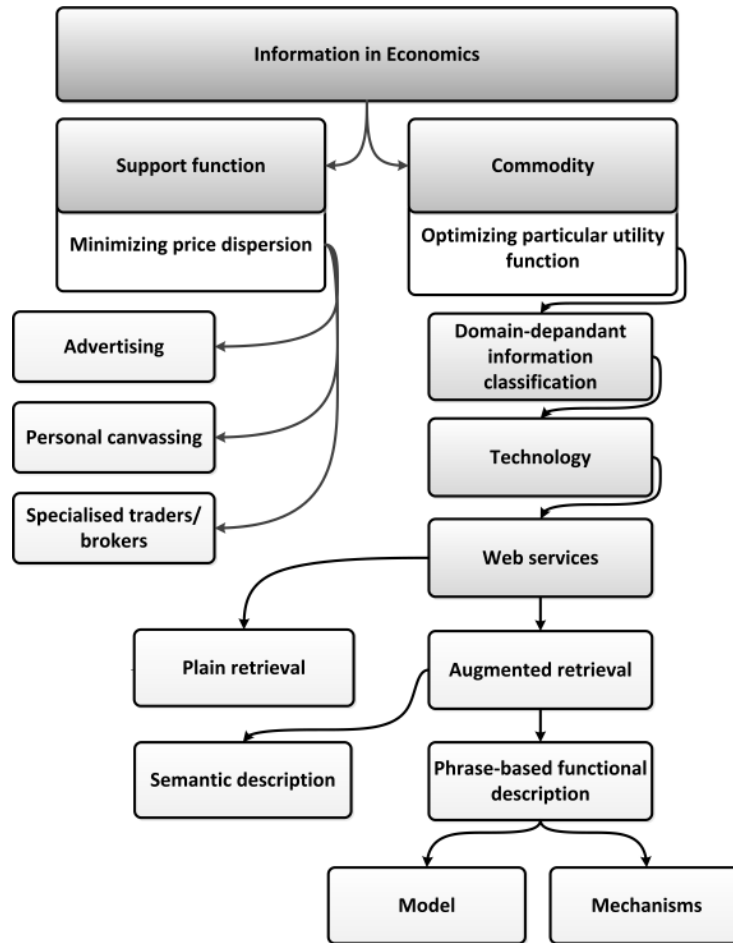 Information in Economics
Support function
Commodity
Minimizing price dispersion
Optimizing particular utility
function
Advertising
Domain-depandant
information
classification
Personal canvassing
Technology
Specialised traders/
brokers
Web services
Plain retrieval
Augmented retrieval
Semantic description
Phrase-based functional
description
Model
Mechanisms